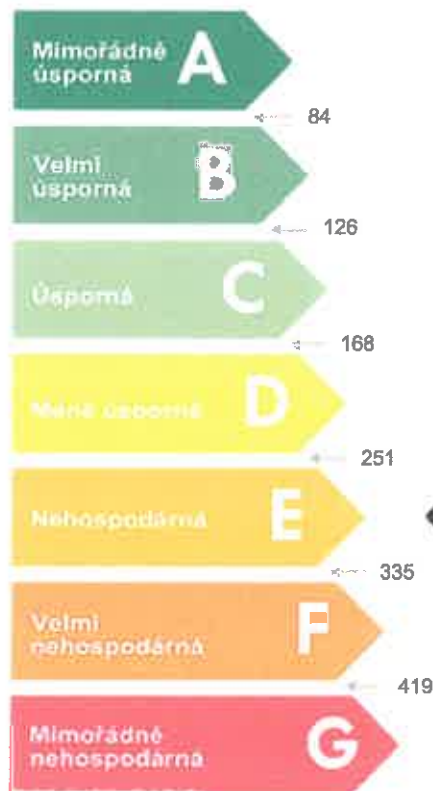 Mimořádně
úsporná
A
84
Velmi
úsporná
B
126
Úsporná
C
168
Méně úsporná
D
251
Nehospodárná
E
335
Velmi
nehospodárná
F
419
Mimořádně
nehospodárná
G